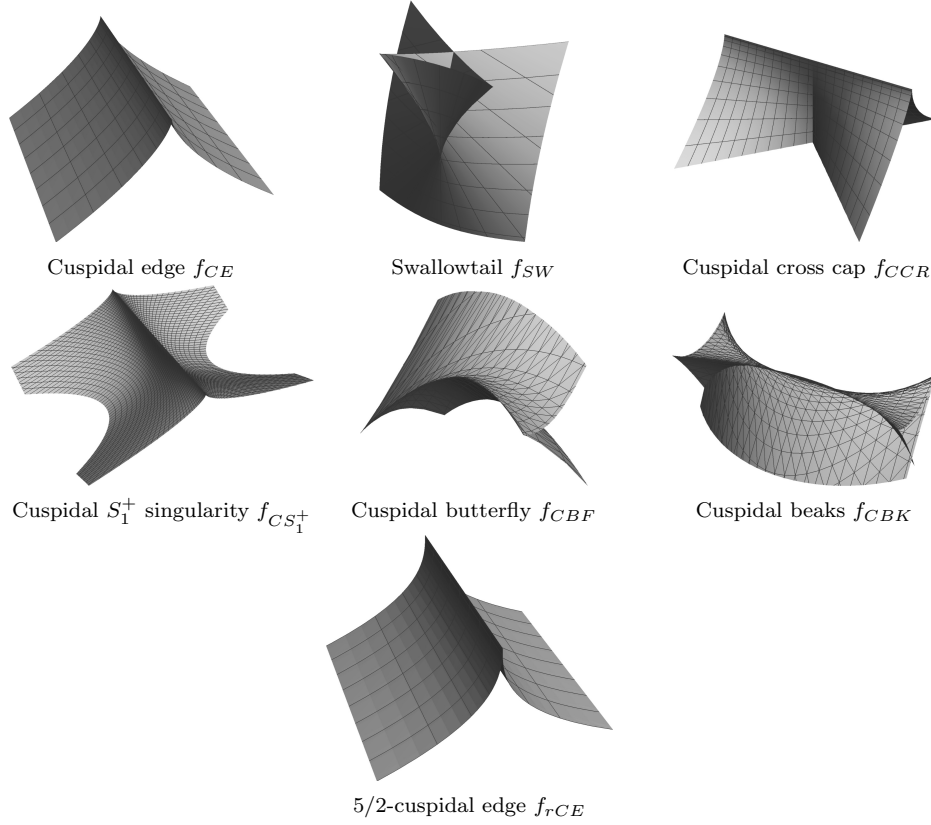 Cuspidal edge f_{CE}
Swallowtail f_{SW}
Cuspidal cross cap f_{CCR}
Cuspidal S_1^+ singularity f_{CS_1^+}
Cuspidal butterfly f_{CBF}
Cuspidal beaks f_{CBK}
5/2-cuspidal edge f_{rCE}